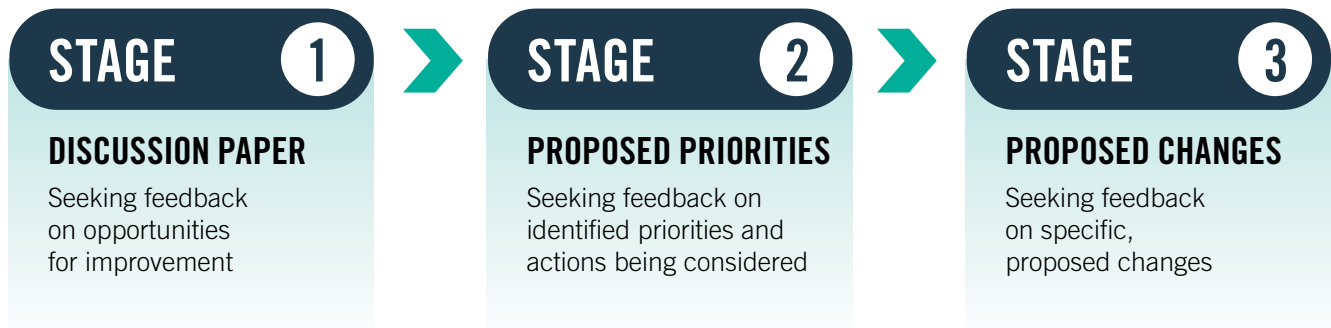 STAGE 1
DISCUSSION PAPER
Seeking feedback
on opportunities
for improvement
STAGE 2
PROPOSED PRIORITIES
Seeking feedback on
identified priorities and
actions being considered
STAGE 3
PROPOSED CHANGES
Seeking feedback
on specific,
proposed changes